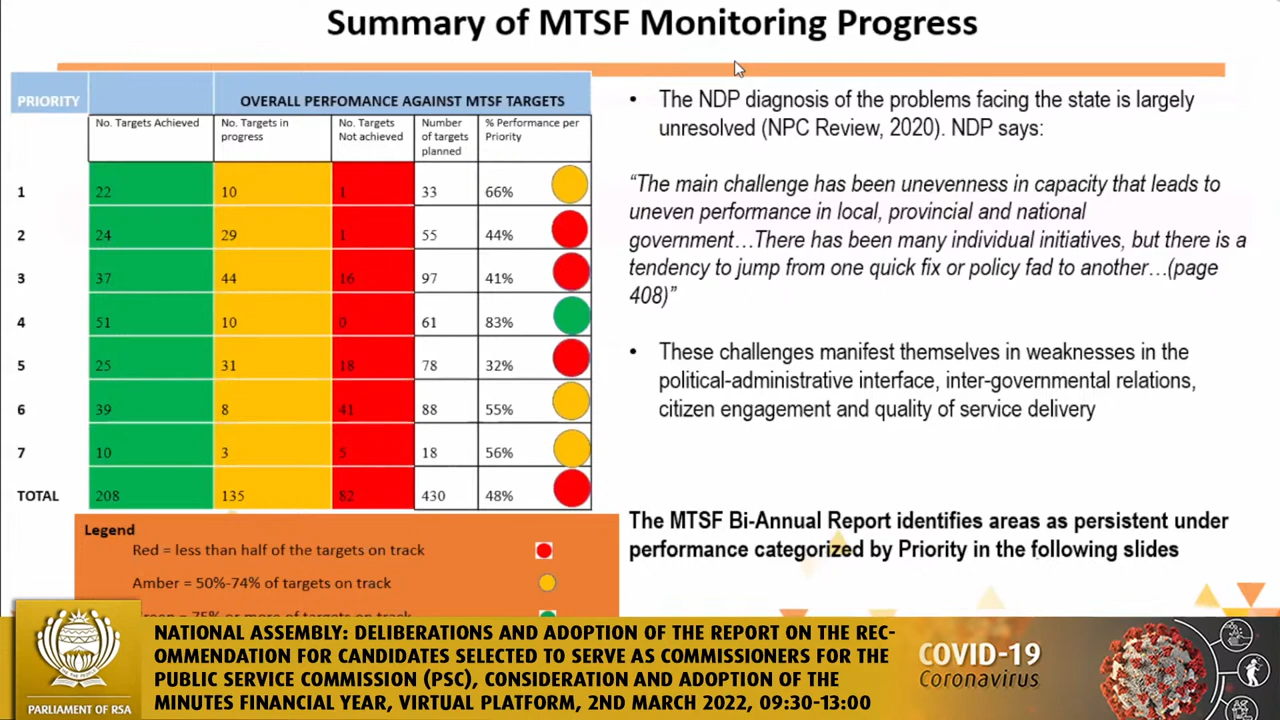 Summary of MTSF Monitoring Progress
PRIORITY
OVERALL PERFOMANCE AGAINST MTSF TARGETS
No. Targets Achieved
No. Targets in progress
No. Targets Not achieved
Number of targets planned
% Performance per Priority
1 22 10 1 33 66%
2 24 29 1 55 44%
3 37 44 16 97 41%
4 51 10 0 61 83%
5 25 31 18 78 32%
6 39 8 41 88 55%
7 10 3 5 18 56%
TOTAL 208 135 82 430 48%
Legend
Red = less than half of the targets on track
Amber = 50%-74% of targets on track
• The NDP diagnosis of the problems facing the state is largely
unresolved (NPC Review, 2020). NDP says:
“The main challenge has been unevenness in capacity that leads to
uneven performance in local, provincial and national
government…There has been many individual initiatives, but there is a
tendency to jump from one quick fix or policy fad to another…(page
408)”
• These challenges manifest themselves in weaknesses in the
political-administrative interface, inter-governmental relations,
citizen engagement and quality of service delivery
The MTSF Bi-Annual Report identifies areas as persistent under
performance categorized by Priority in the following slides
PARLIAMENT OF RSA
NATIONAL ASSEMBLY: DELIBERATIONS AND ADOPTION OF THE REPORT ON THE REC-
OMMENDATION FOR CANDIDATES SELECTED TO SERVE AS COMMISSIONERS FOR THE
PUBLIC SERVICE COMMISSION (PSC), CONSIDERATION AND ADOPTION OF THE
MINUTES FINANCIAL YEAR, VIRTUAL PLATFORM, 2ND MARCH 2022, 09:30-13:00
COVID-19
Coronavirus